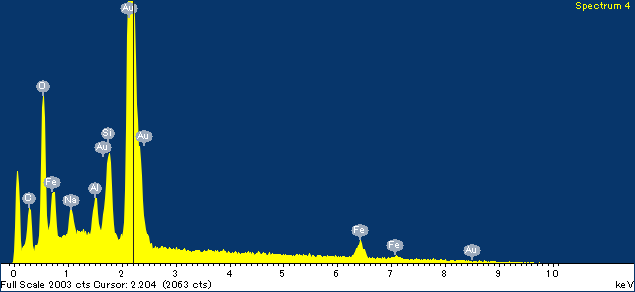 Spectrum 4
Au
O
Si
Au
Au
Fe
Al
C
Na
Fe
Fe
Au
0 1 2 3 4 5 6 7 8 9 10
Full Scale 2003 cts Cursor: 2.204 (2063 cts) keV